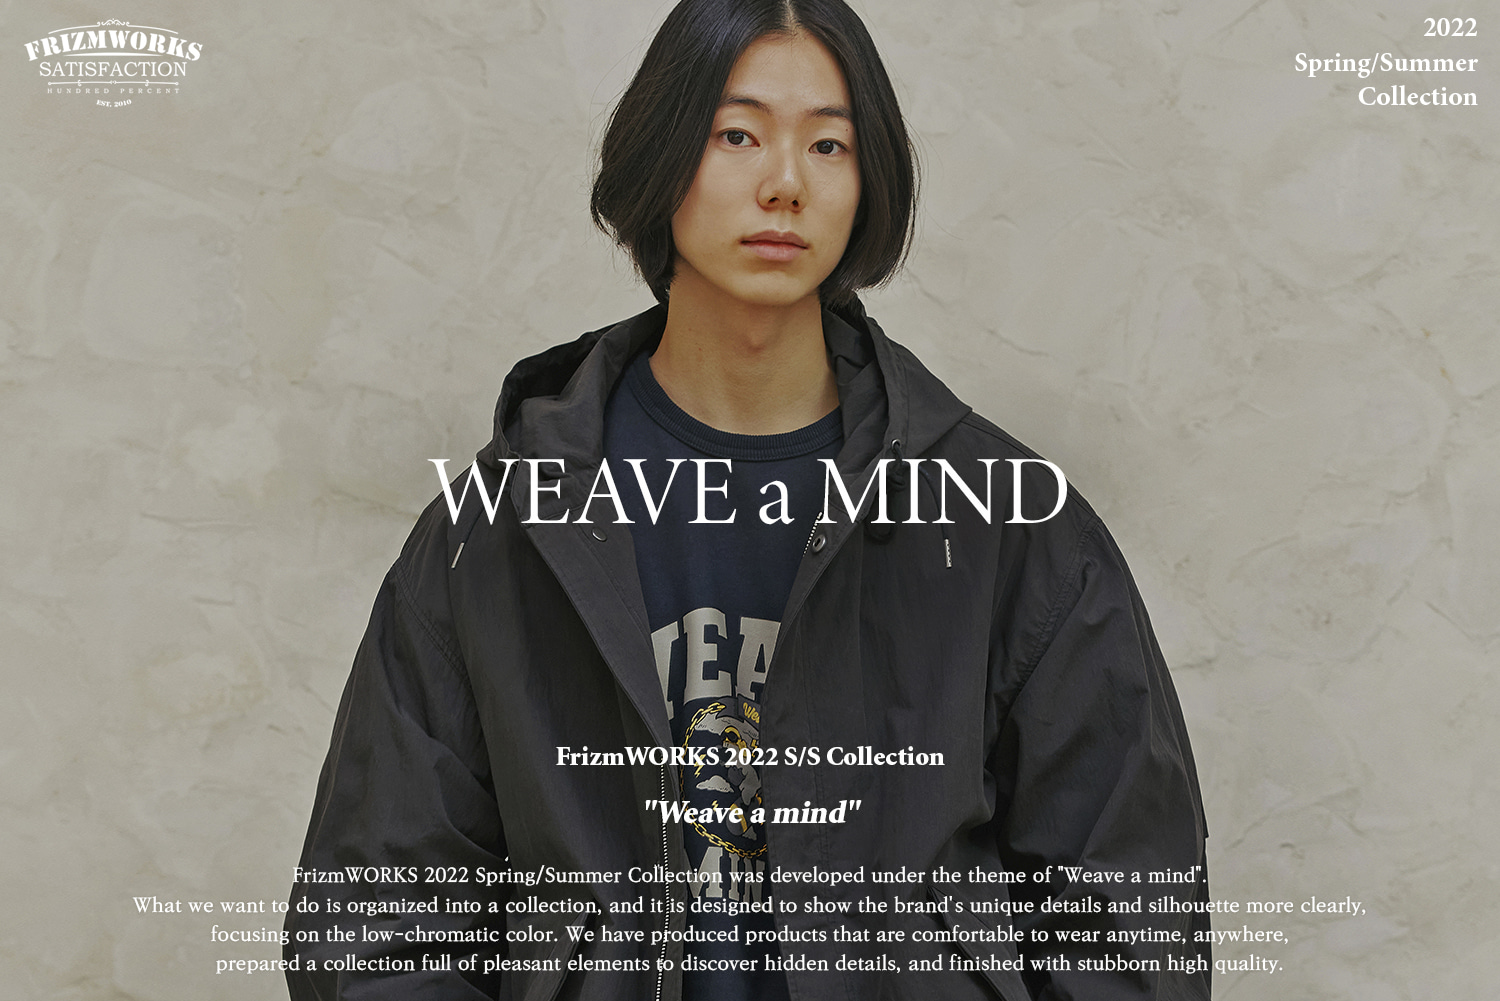 FRIZMWORKS
SATISFACTION
HUNDRED PERCENT
EST. 2010
2022
Spring/Summer
Collection
WEAVE a MIND
FrizmWORKS 2022 S/S Collection
"Weave a mind"
FrizmWORKS 2022 Spring/Summer Collection was developed under the theme of "Weave a mind".
What we want to do is organized into a collection, and it is designed to show the brand's unique details and silhouette more clearly,
focusing on the low-chromatic color. We have produced products that are comfortable to wear anytime, anywhere,
prepared a collection full of pleasant elements to discover hidden details, and finished with stubborn high quality.